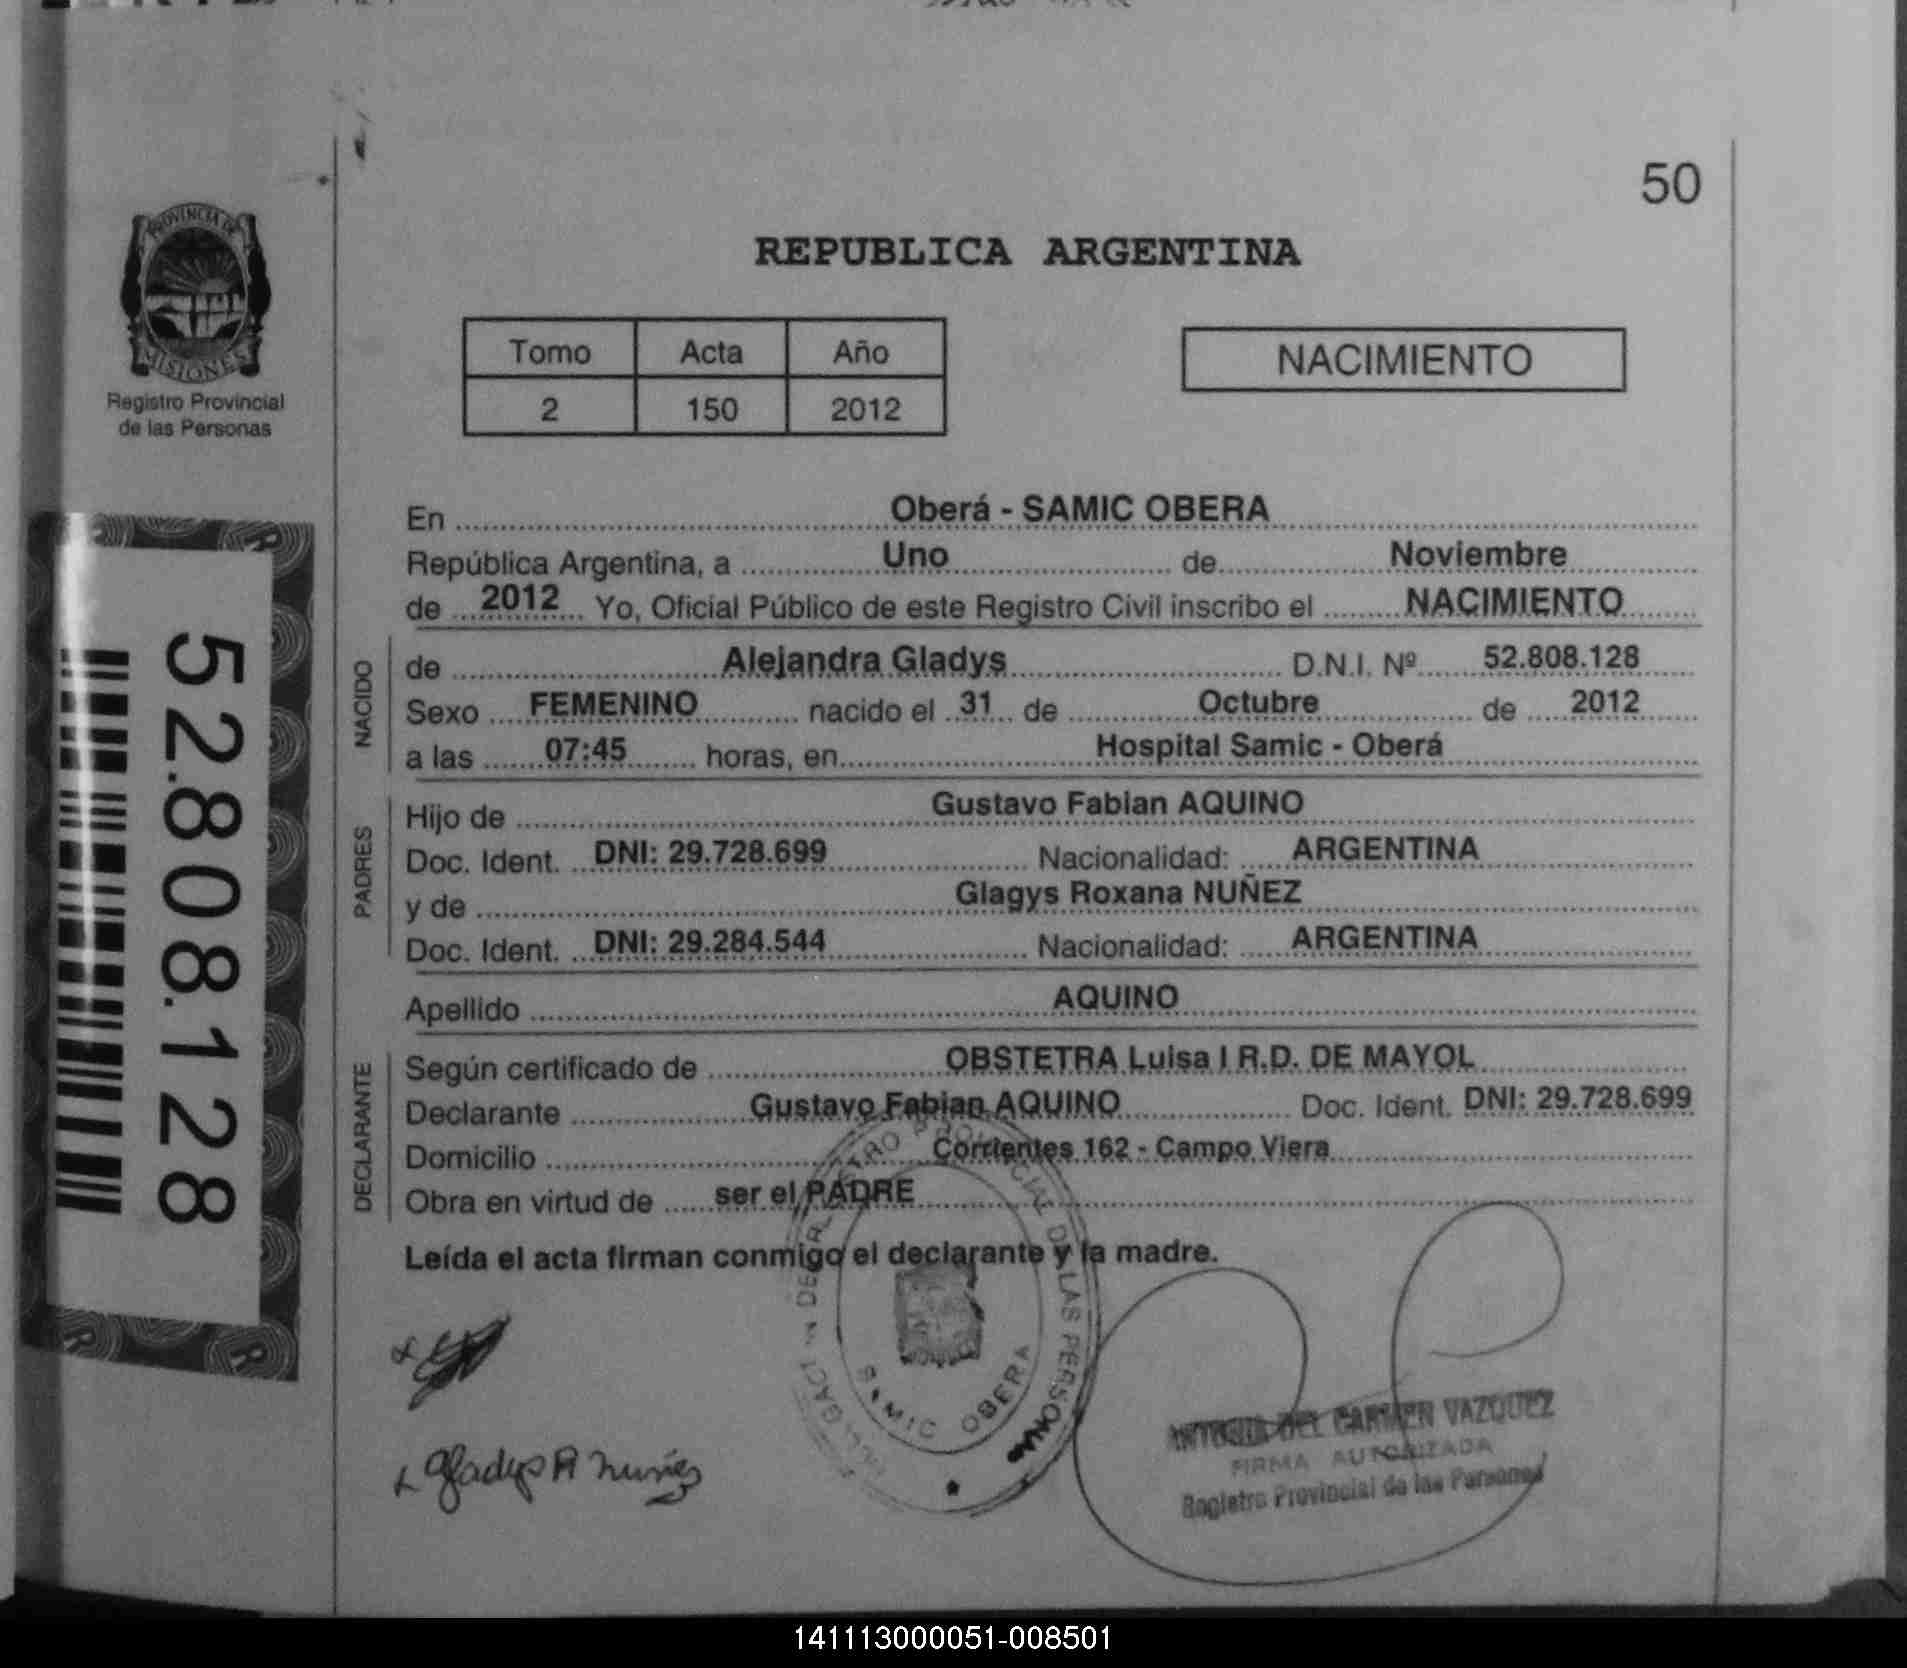 50
PROVINCIA DE
MISIONES
Registro Provincial
de las Personas
REPUBLICA ARGENTINA
Tomo Acta Año
2 150 2012
NACIMIENTO
52.808.128
En Oberá - SAMIC OBERA
República Argentina, a Uno de Noviembre
de 2012 Yo, Oficial Público de este Registro Civil inscribo el NACIMIENTO
NACIDO
de Alejandra Gladys D.N.I. Nº 52.808.128
Sexo FEMENINO nacido el 31 de Octubre de 2012
a las 07:45 horas, en Hospital Samic - Oberá
PADRES
Hijo de Gustavo Fabian AQUINO
Doc. Ident. DNI: 29.728.699 Nacionalidad: ARGENTINA
y de Glagys Roxana NUÑEZ
Doc. Ident. DNI: 29.284.544 Nacionalidad: ARGENTINA
Apellido AQUINO
DECLARANTE
Según certificado de OBSTETRA Luisa I R.D. DE MAYOL
Declarante Gustavo Fabian AQUINO Doc. Ident. DNI: 29.728.699
Domicilio Corrientes 162 - Campo Viera
Obra en virtud de ser el PADRE
Leída el acta firman conmigo el declarante y la madre.
DE LAS PERSONAS
SAMIC OBERA
Gladys R Nuñez
DEL CARMEN VAZQUEZ
FIRMA AUTORIZADA
Registro Provincial de las Personas
141113000051-008501